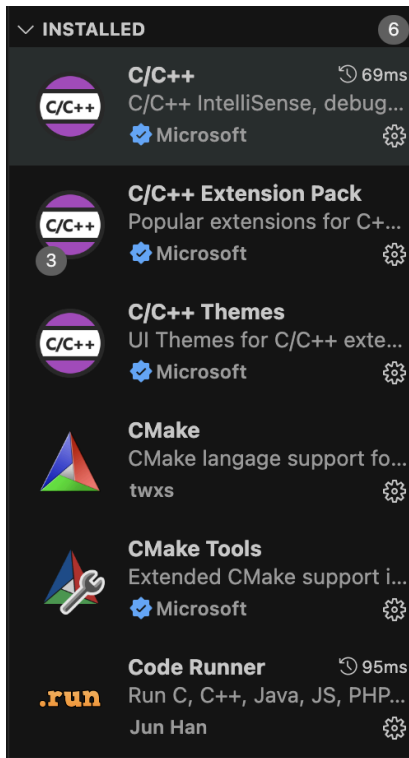 INSTALLED 6
C/C++ 69ms
C/C++
C/C++ IntelliSense, debug...
Microsoft
C/C++ Extension Pack
C/C++
Popular extensions for C+...
3
Microsoft
C/C++ Themes
C/C++
UI Themes for C/C++ exte...
Microsoft
CMake
CMake langage support fo...
twxs
CMake Tools
Extended CMake support i...
Microsoft
Code Runner 95ms
.run
Run C, C++, Java, JS, PHP...
Jun Han